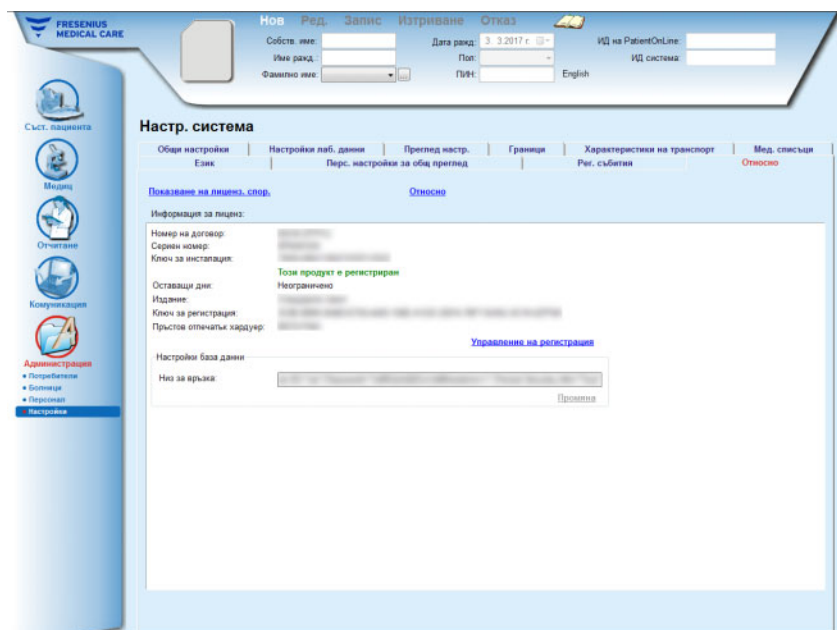 FRESENIUS
MEDICAL CARE
Нов Ред. Запис Изтриване Отказ
Собств. име: Дата ражд: 3. 3.2017 г. ИД на PatientOnLine:
Име ражд.: Пол: ИД система:
Фамилно име: ... ПИН: English
Със. пациента
Медиц
Отчитане
Комуникация
Администрация
Потребители
Болници
Персонал
Настройки
Настр. система
Общи настройки Настройки лаб. данни Преглед настр. Граници Характеристики на транспорт Мед. списъци
Език Перс. настройки за общ преглед Рег. събития Относно
Показване на лиценз. спор. Относно
Информация за лиценз:
Номер на договор:
Сериен номер:
Ключ за инсталация:
Този продукт е регистриран
Оставащи дни: Неограничено
Издание:
Ключ за регистрация:
Пръстов отпечатък хардуер:
Управление на регистрация
Настройки база данни
Низ за връзка:
Промяна